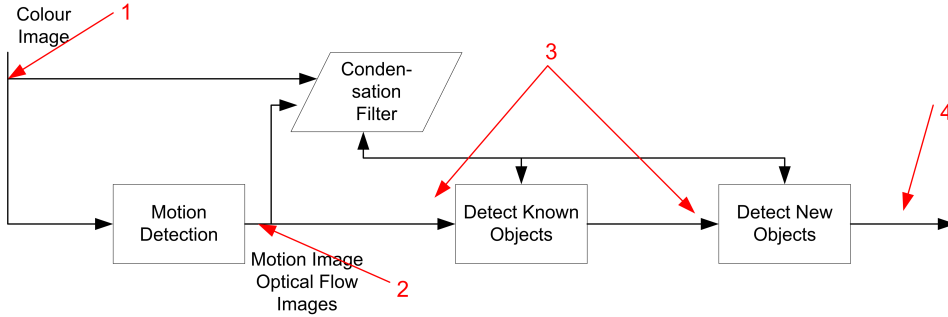 Colour
Image
1
Conden-
sation
Filter
3
4
Motion
Detection
Detect Known
Objects
Detect New
Objects
Motion Image
Optical Flow
Images
2